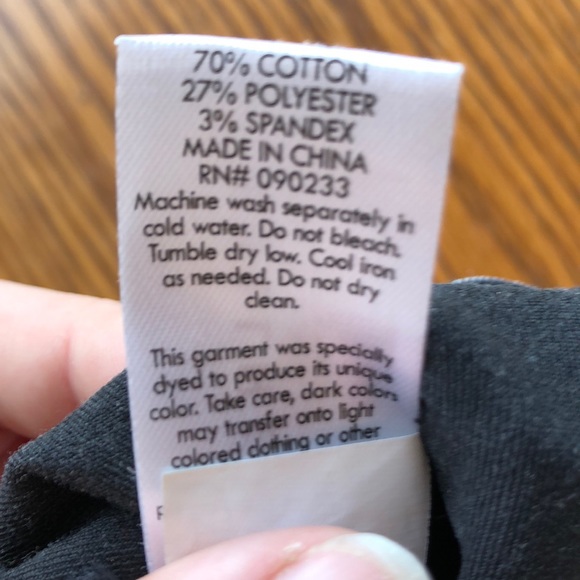 70% COTTON
27% POLYESTER
3% SPANDEX
MADE IN CHINA
RN# 090233
Machine wash separately in
cold water. Do not bleach.
Tumble dry low. Cool iron
as needed. Do not dry
clean.
This garment was specially
dyed to produce its unique
color. Take care, dark colors
may transfer onto light
colored clothing or other